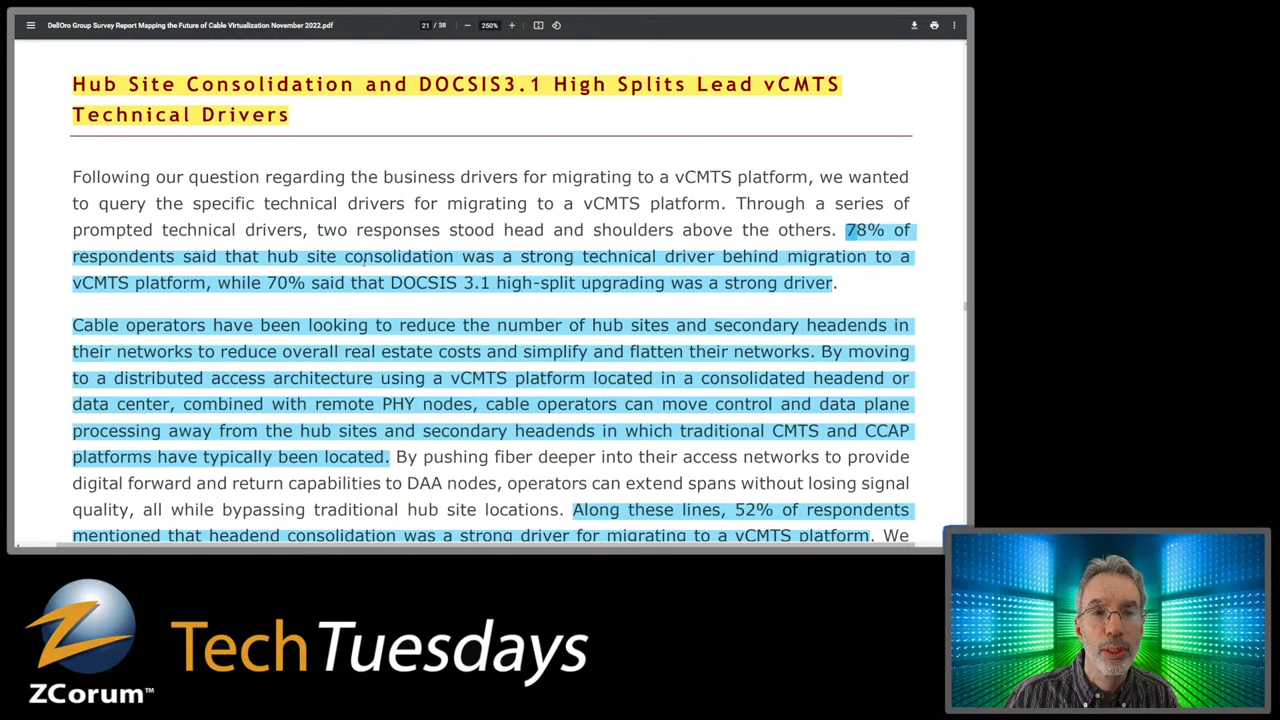 DellOro Group Survey Report Mapping the Future of Cable Virtualization November 2022.pdf
21 / 38
250%
Hub Site Consolidation and DOCSIS3.1 High Splits Lead vCMTS
Technical Drivers
Following our question regarding the business drivers for migrating to a vCMTS platform, we wanted
to query the specific technical drivers for migrating to a vCMTS platform. Through a series of
prompted technical drivers, two responses stood head and shoulders above the others. 78% of
respondents said that hub site consolidation was a strong technical driver behind migration to a
vCMTS platform, while 70% said that DOCSIS 3.1 high-split upgrading was a strong driver.
Cable operators have been looking to reduce the number of hub sites and secondary headends in
their networks to reduce overall real estate costs and simplify and flatten their networks. By moving
to a distributed access architecture using a vCMTS platform located in a consolidated headend or
data center, combined with remote PHY nodes, cable operators can move control and data plane
processing away from the hub sites and secondary headends in which traditional CMTS and CCAP
platforms have typically been located. By pushing fiber deeper into their access networks to provide
digital forward and return capabilities to DAA nodes, operators can extend spans without losing signal
quality, all while bypassing traditional hub site locations. Along these lines, 52% of respondents
mentioned that headend consolidation was a strong driver for migrating to a vCMTS platform. We
TechTuesdays
ZCorum™